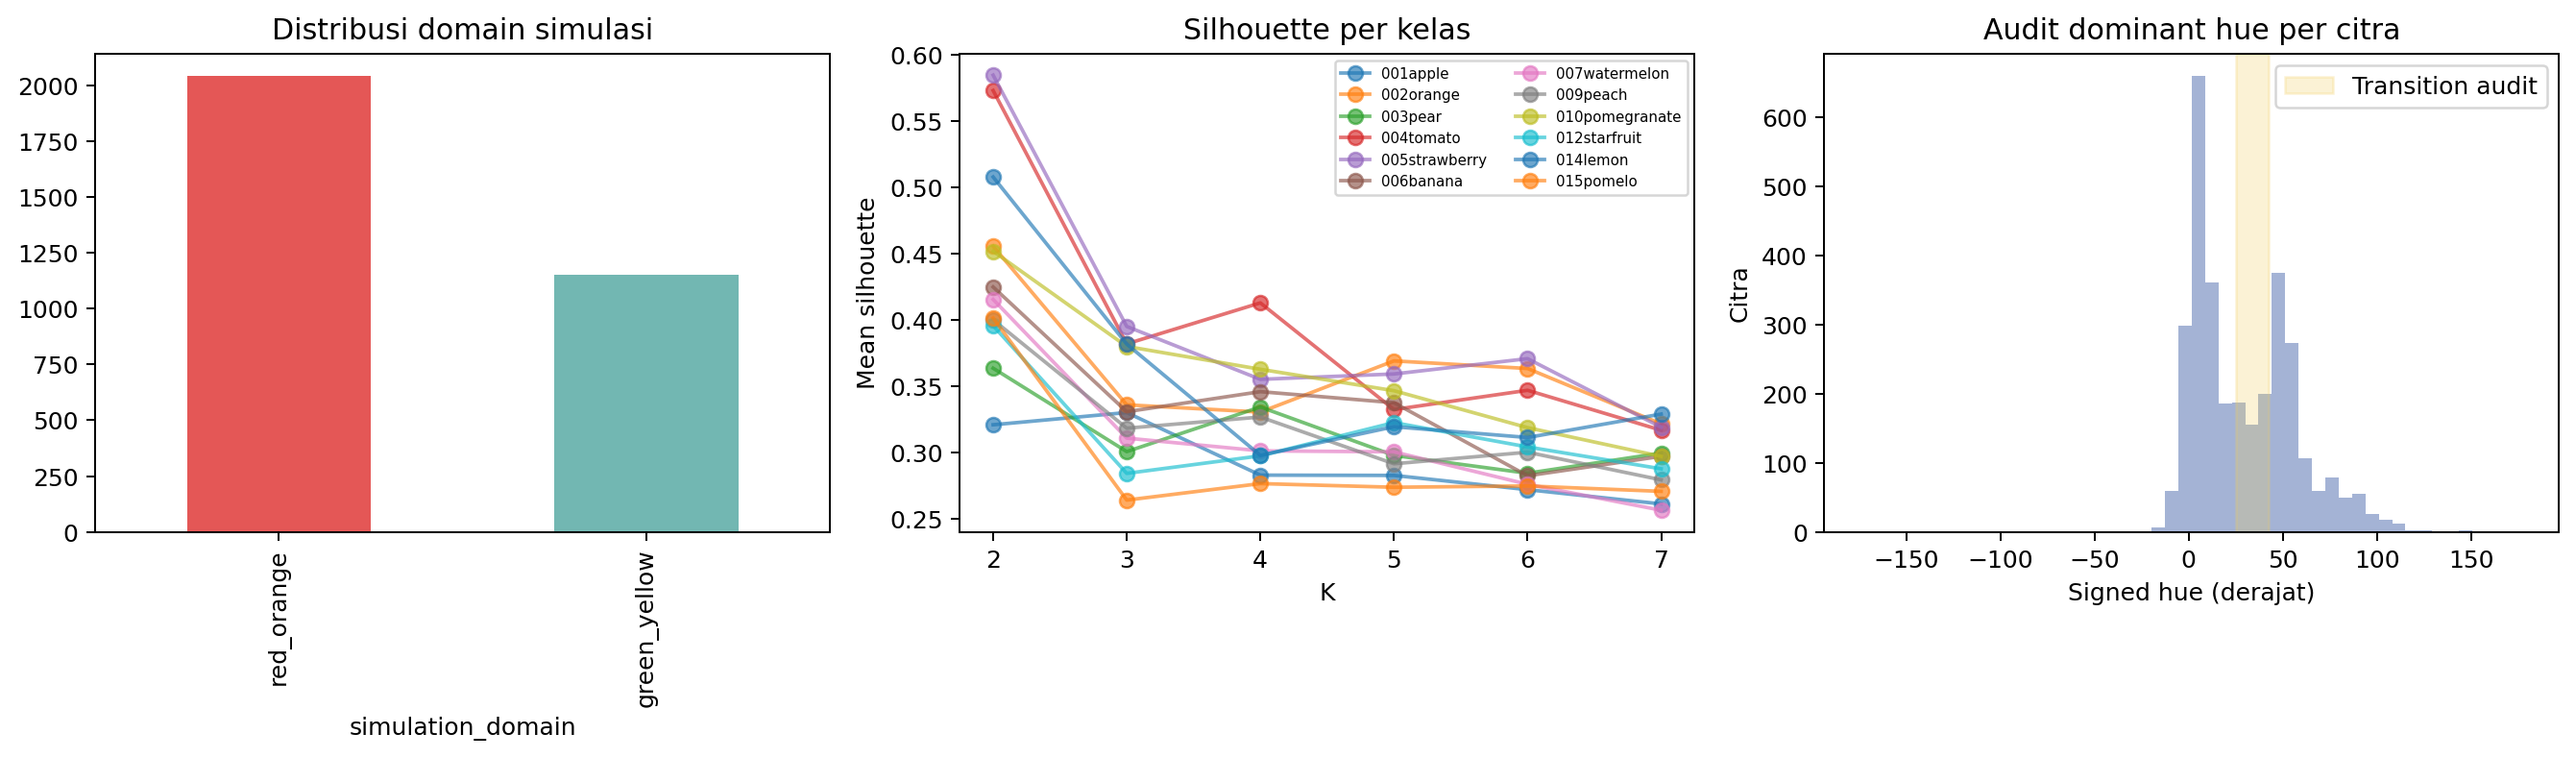 Distribusi domain simulasi
2000
1750
1500
1250
1000
750
500
250
0
red_orange
green_yellow
simulation_domain
Silhouette per kelas
0.60
0.55
0.50
0.45
0.40
0.35
0.30
0.25
Mean silhouette
2 3 4 5 6 7
K
001apple
002orange
003pear
004tomato
005strawberry
006banana
007watermelon
009peach
010pomegranate
012starfruit
014lemon
015pomelo
Audit dominant hue per citra
Transition audit
600
500
400
300
200
100
0
Citra
−150 −100 −50 0 50 100 150
Signed hue (derajat)